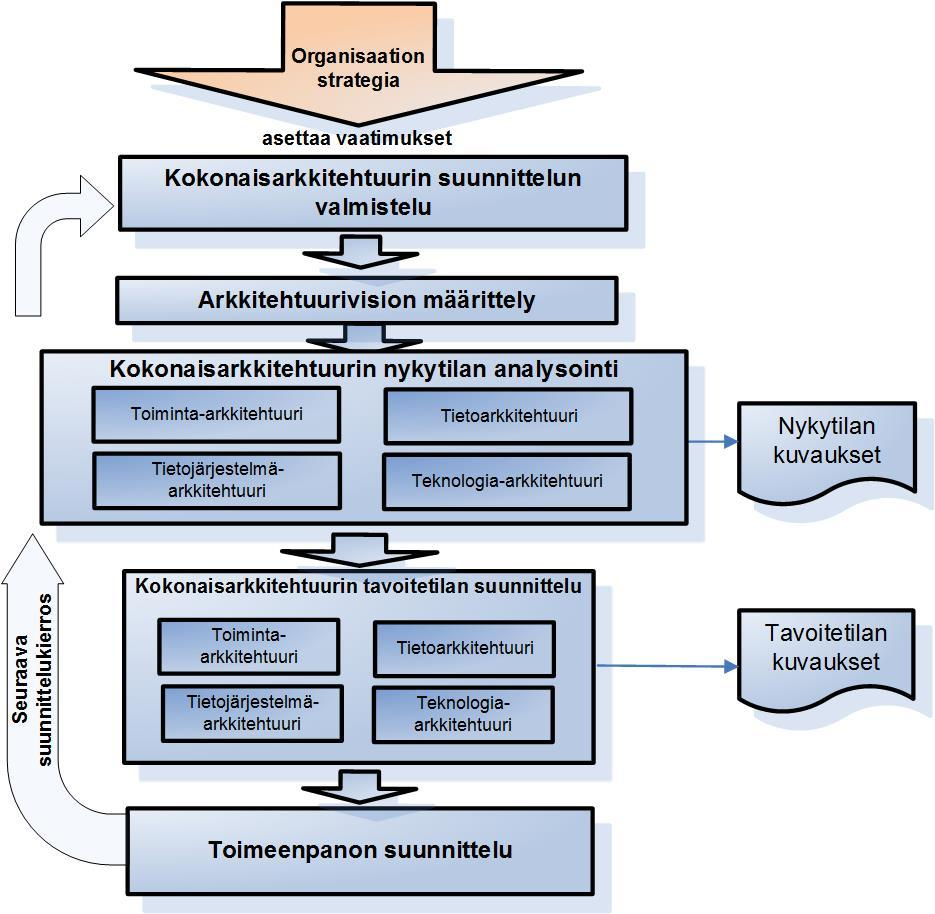 Organisaation
strategia
asettaa vaatimukset
Kokonaisarkkitehtuurin suunnittelun
valmistelu
Arkkitehtuurivision määrittely
Kokonaisarkkitehtuurin nykytilan analysointi
Toiminta-arkkitehtuuri
Tietoarkkitehtuuri
Tietojärjestelmä-
arkkitehtuuri
Teknologia-arkkitehtuuri
Nykytilan
kuvaukset
Kokonaisarkkitehtuurin tavoitetilan suunnittelu
Toiminta-
arkkitehtuuri
Tietoarkkitehtuuri
Tietojärjestelmä-
arkkitehtuuri
Teknologia-
arkkitehtuuri
Tavoitetilan
kuvaukset
Seuraava
suunnittelukierros
Toimeenpanon suunnittelu